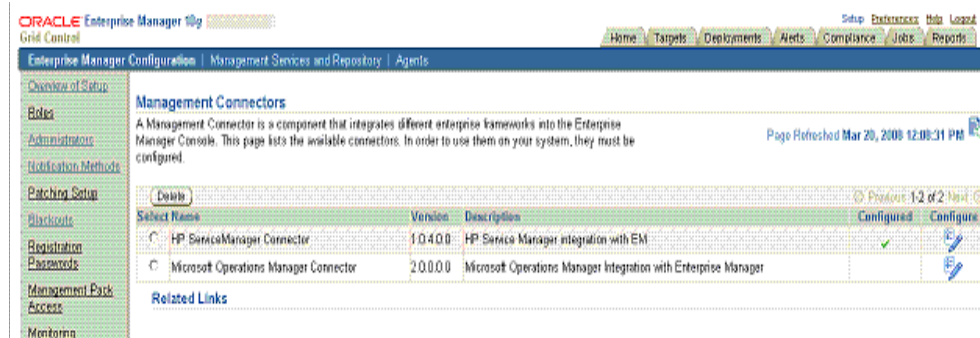 ORACLE Enterprise Manager 10g
Grid Control
Setup Preferences Help Logout
Home Targets Deployments Alerts Compliance Jobs Reports
Enterprise Manager Configuration | Management Services and Repository | Agents
Overview of Setup
Roles
Administrators
Notification Methods
Patching Setup
Blackouts
Registration
Passwords
Management Pack
Access
Monitoring
Management Connectors
A Management Connector is a component that integrates different enterprise frameworks into the Enterprise
Manager Console. This page lists the available connectors. In order to use them on your system, they must be
configured.
Page Refreshed Mar 20, 2008 12:08:31 PM
Delete
Previous 1-2 of 2 Next
Select Name Version Description Configured Configure
HP ServiceManager Connector 1.0.4.0.0 HP Service Manager integration with EM
Microsoft Operations Manager Connector 2.0.0.0.0 Microsoft Operations Manager Integration with Enterprise Manager
Related Links